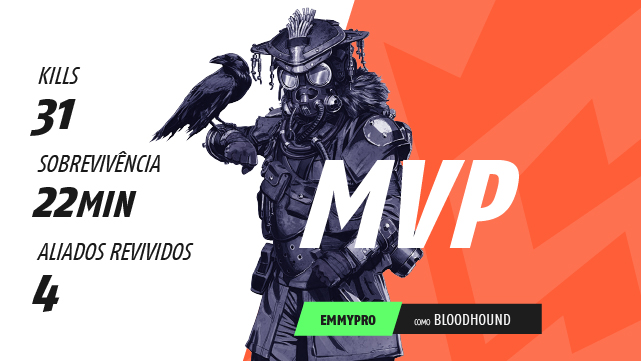 KILLS
31
SOBREVIVÊNCIA
22MIN
ALIADOS REVIVIDOS
4
MVP
EMMYPRO
COMO BLOODHOUND